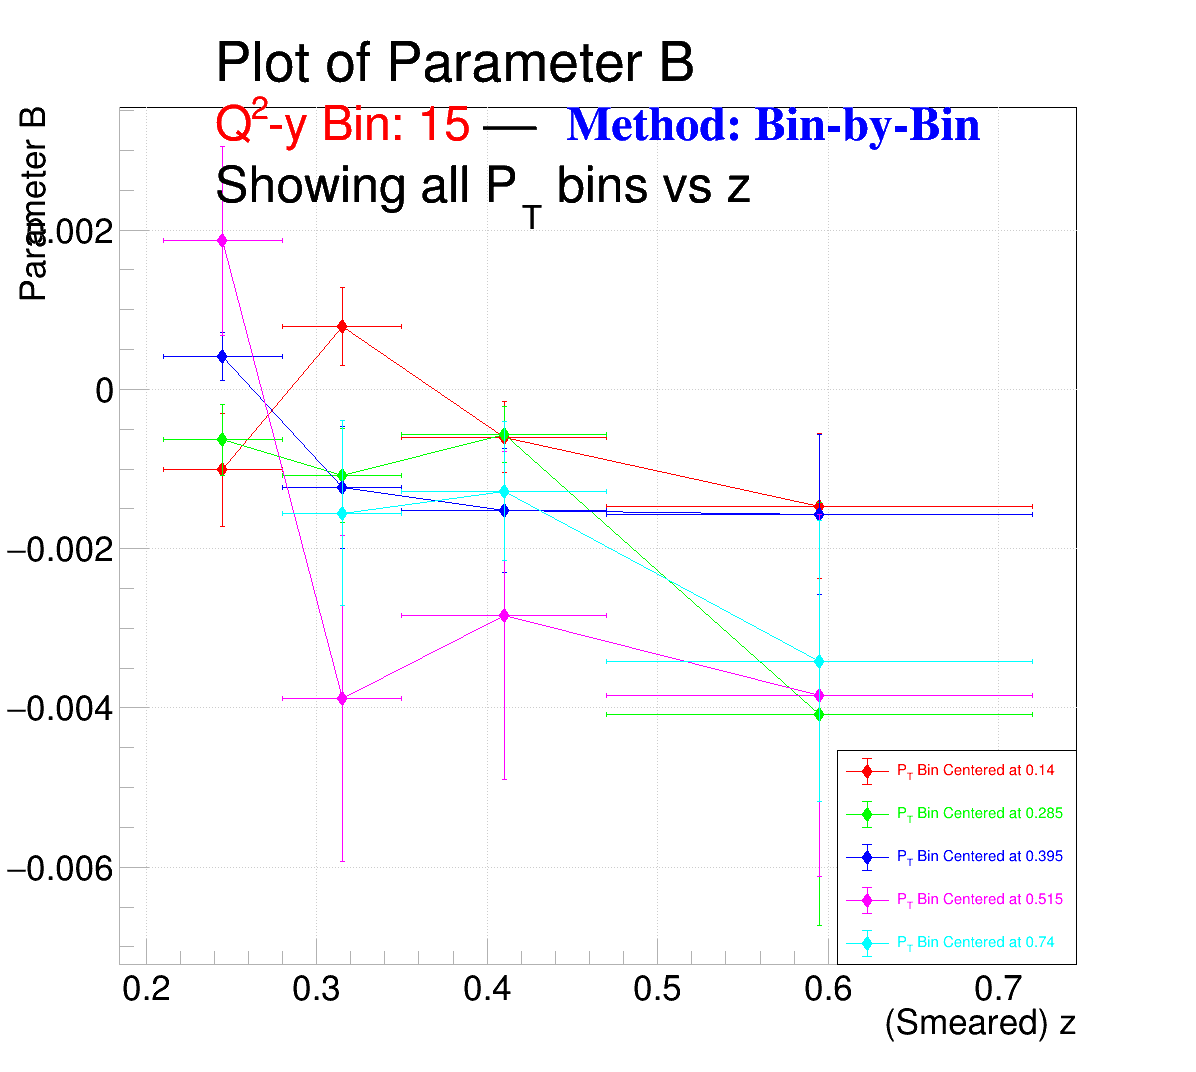 Plot of Parameter B
Q2-y Bin: 15 — Method: Bin-by-Bin
Showing all PT bins vs z
Parameter B
0.002
0
−0.002
−0.004
−0.006
0.2 0.3 0.4 0.5 0.6 0.7
(Smeared) z
PT Bin Centered at 0.14
PT Bin Centered at 0.285
PT Bin Centered at 0.395
PT Bin Centered at 0.515
PT Bin Centered at 0.74